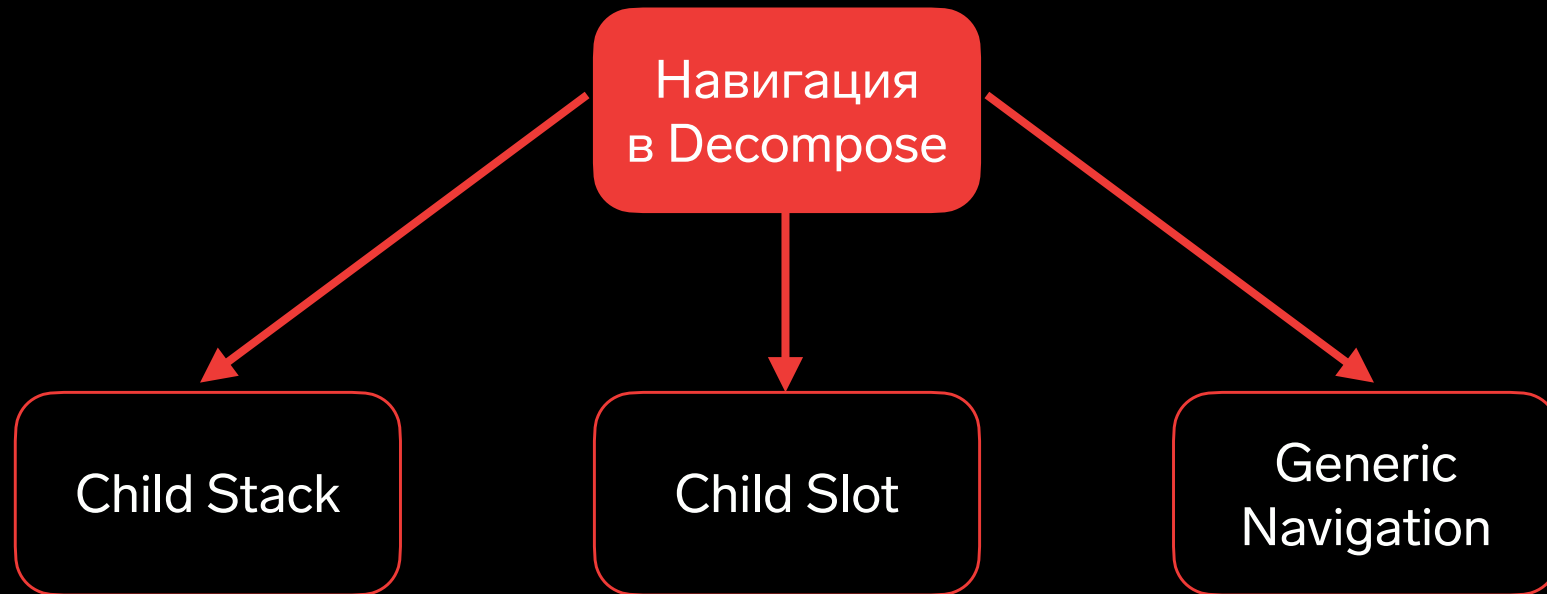 Навигация
в Decompose
Child Stack
Child Slot
Generic
Navigation